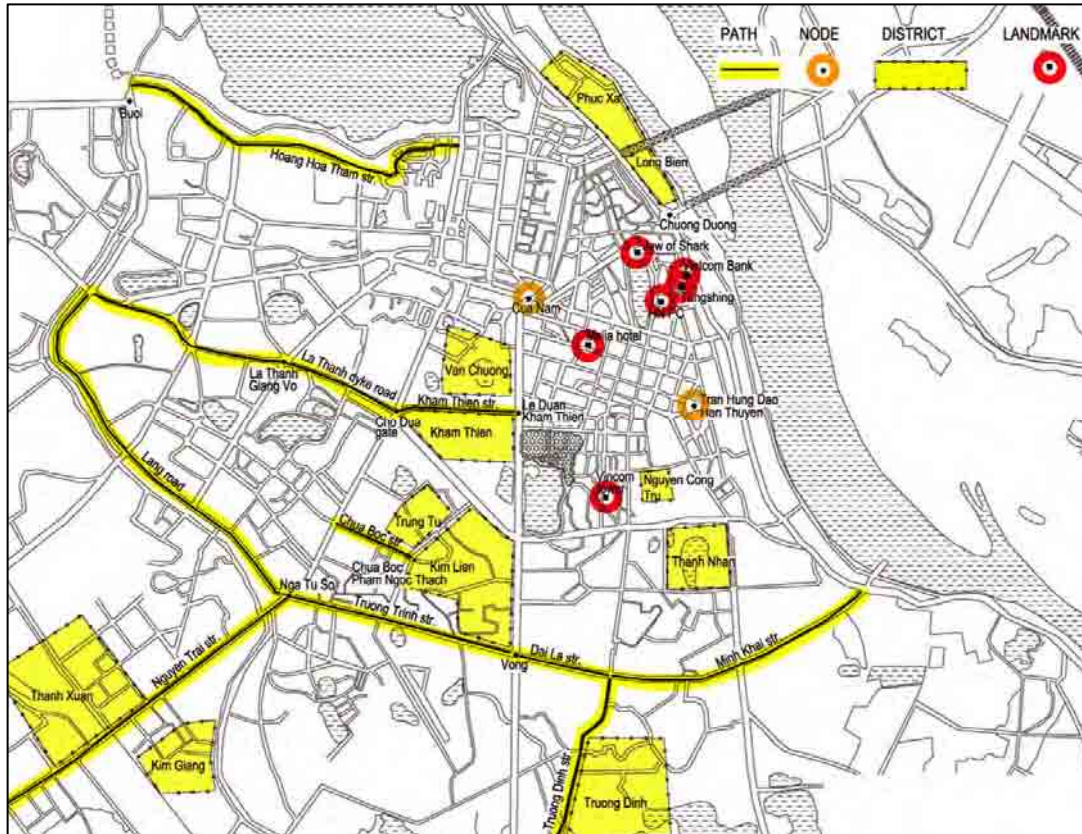 PATH
NODE
DISTRICT
LANDMARK
Phuc Xa
Buoi
Hoang Hoa Tham str.
Long Bien
Chuong Duong
Jaw of Shark
Bank
Cua Nam
hotel
Van Chuong
La Thanh
Giang Vo
La Thanh dyke road
Kham Thien str.
Le Duan
Kham Thien
Cho Dua
gate
Kham Thien
Tran Hung Dao
Han Thuyen
Lang road
Vincom
Nguyen Cong
Tru
Chua Boc str.
Trung Tu
Chua Boc
Pham Ngoc Thach
Kim Lien
Thanh Nhan
Nga Tu So
Truong Trinh str.
Nguyen Trai str.
Dai La str.
Vong
Minh Khai str.
Thanh Xuan
Kim Giang
Truong Dinh str.
Truong Dinh